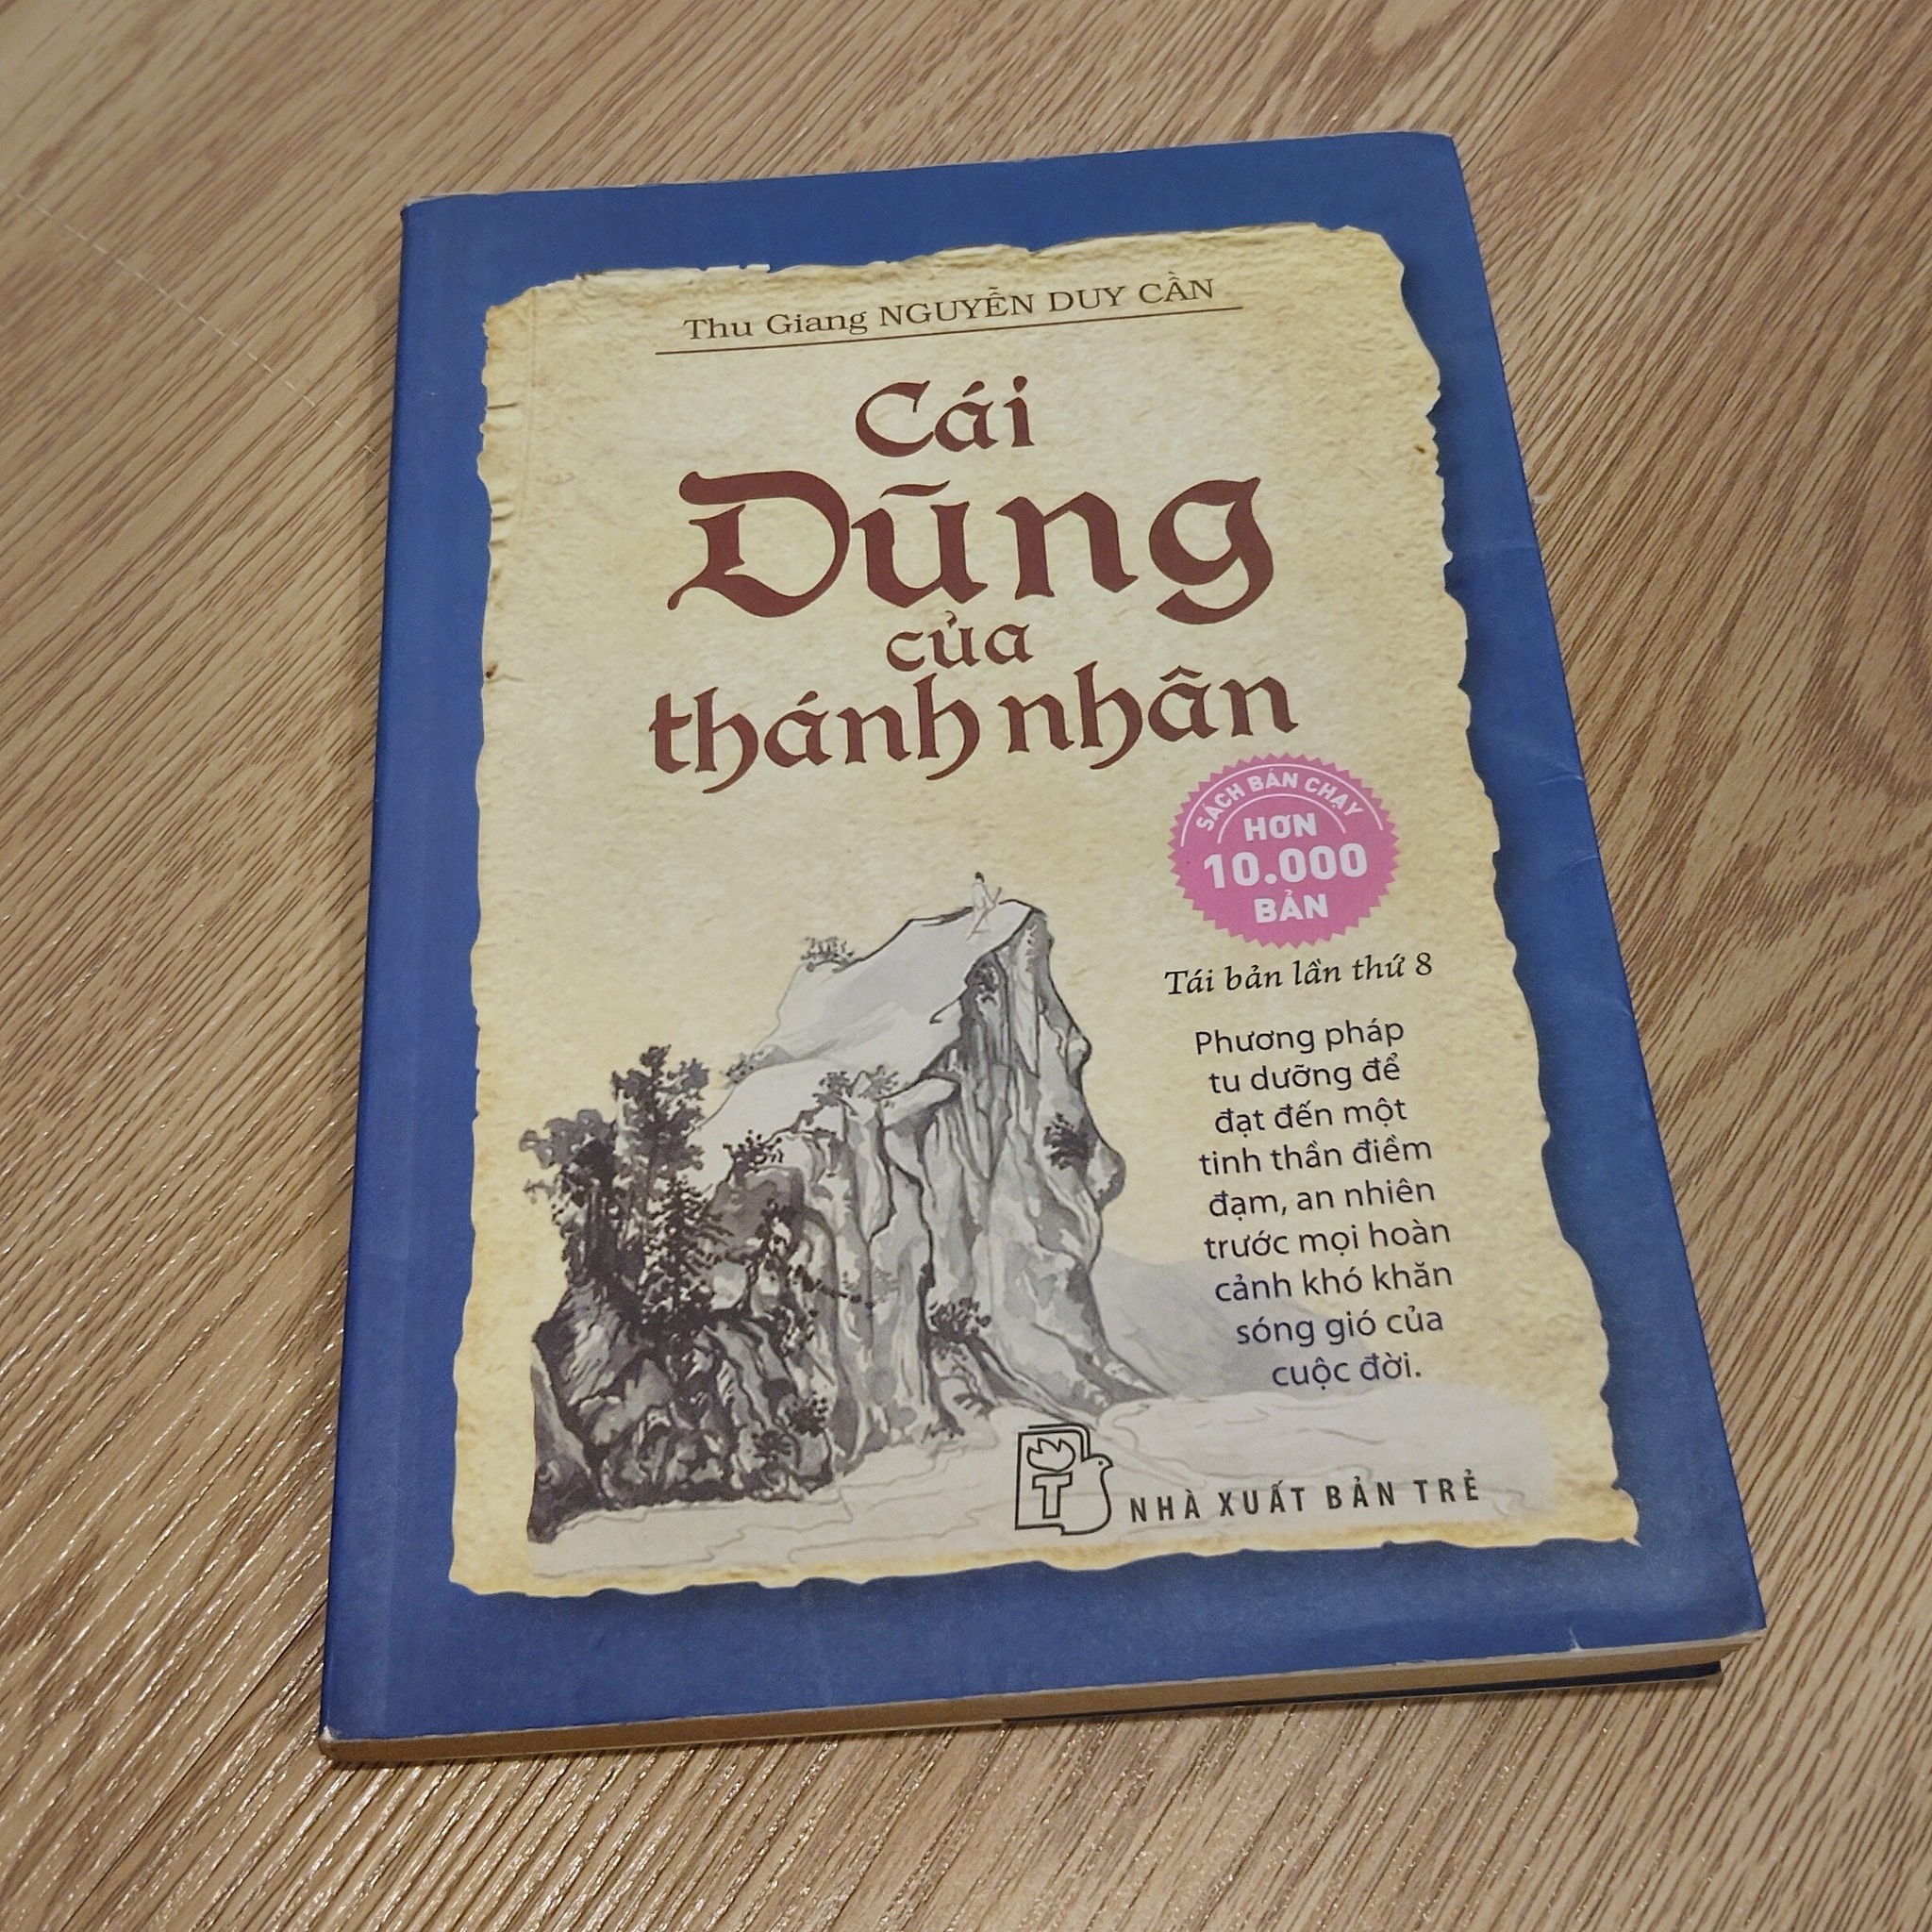 Thu Giang NGUYỄN DUY CẦN
Cái
Dũng
của
thánh nhân
SÁCH BÁN CHẠY
HƠN
10.000
BẢN
Tái bản lần thứ 8
Phương pháp
tu dưỡng để
đạt đến một
tinh thần điềm
đạm, an nhiên
trước mọi hoàn
cảnh khó khăn
sóng gió của
cuộc đời.
T
NHÀ XUẤT BẢN TRẺ